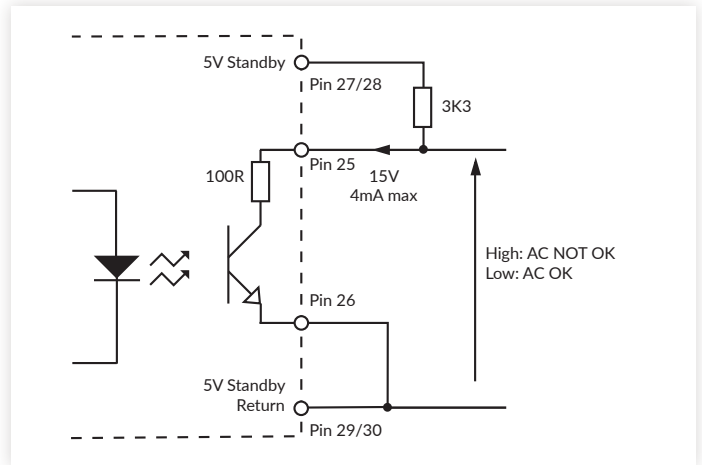 5V Standby
Pin 27/28
3K3
Pin 25
100R
15V
4mA max
High: AC NOT OK
Low: AC OK
Pin 26
5V Standby
Return
Pin 29/30